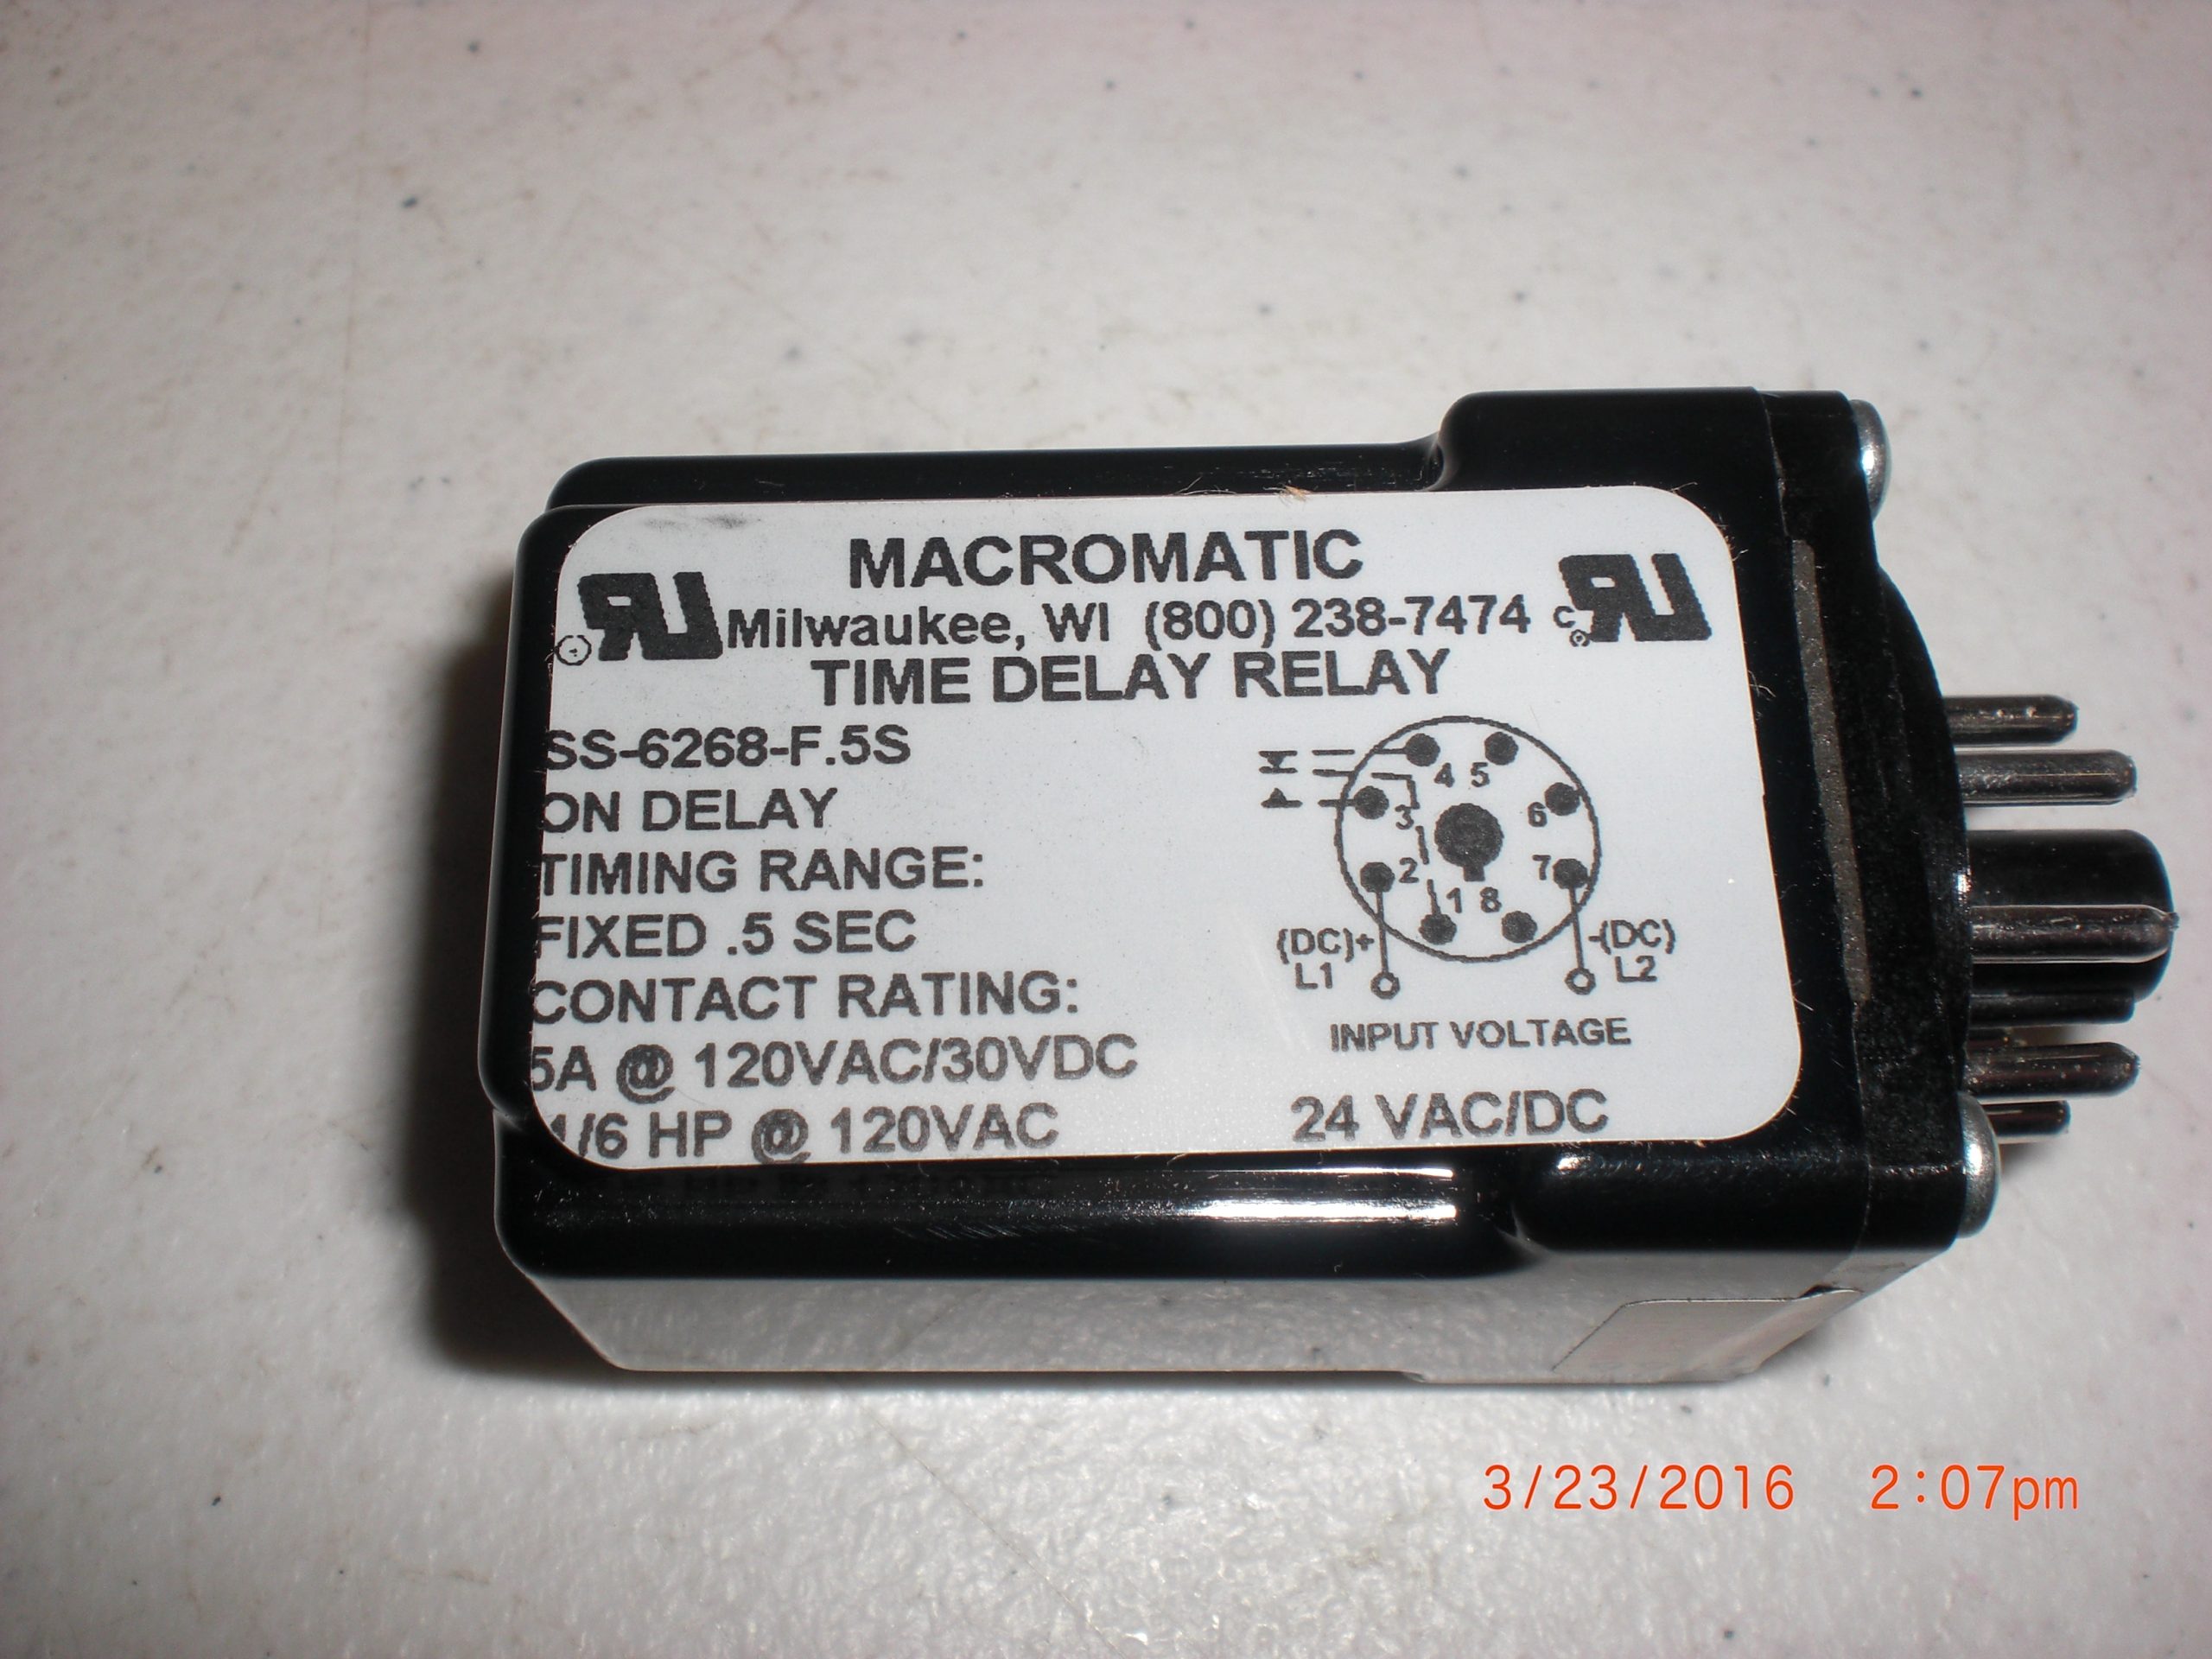 MACROMATIC
Milwaukee, WI (800) 238-7474
TIME DELAY RELAY
SS-6268-F.5S
ON DELAY
TIMING RANGE:
FIXED .5 SEC
CONTACT RATING:
5A @ 120VAC/30VDC
1/6 HP @ 120VAC
4 5
3 6
2 7
1 8
(DC)+ -(DC)
L1 L2
INPUT VOLTAGE
24 VAC/DC
3/23/2016 2:07pm